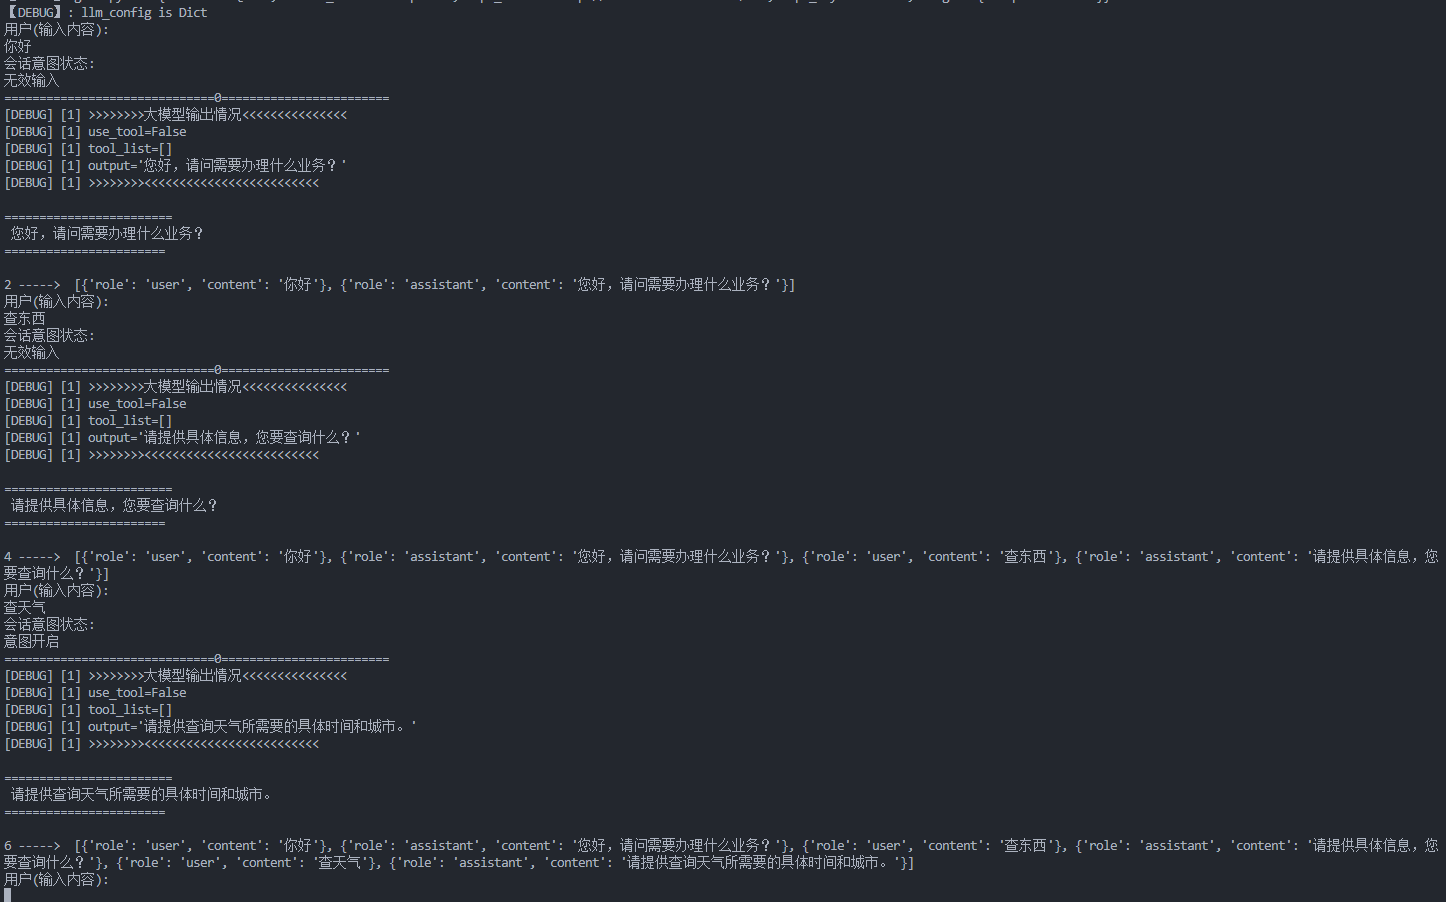 【DEBUG】: llm_config is Dict
用户(输入内容):
你好
会话意图状态:
无效输入
==============================0========================
[DEBUG] [1] >>>>>>>>大模型输出情况<<<<<<<<<<<<<<<
[DEBUG] [1] use_tool=False
[DEBUG] [1] tool_list=[]
[DEBUG] [1] output='您好，请问需要办理什么业务？'
[DEBUG] [1] >>>>>>>><<<<<<<<<<<<<<<<<<<<<<<<<
========================
您好，请问需要办理什么业务？
=======================
2 -----> [{'role': 'user', 'content': '你好'}, {'role': 'assistant', 'content': '您好，请问需要办理什么业务？'}]
用户(输入内容):
查东西
会话意图状态:
无效输入
==============================0========================
[DEBUG] [1] >>>>>>>>大模型输出情况<<<<<<<<<<<<<<<
[DEBUG] [1] use_tool=False
[DEBUG] [1] tool_list=[]
[DEBUG] [1] output='请提供具体信息，您要查询什么？'
[DEBUG] [1] >>>>>>>><<<<<<<<<<<<<<<<<<<<<<<<<
========================
请提供具体信息，您要查询什么？
=======================
4 -----> [{'role': 'user', 'content': '你好'}, {'role': 'assistant', 'content': '您好，请问需要办理什么业务？'}, {'role': 'user', 'content': '查东西'}, {'role': 'assistant', 'content': '请提供具体信息，您
要查询什么？'}]
用户(输入内容):
查天气
会话意图状态:
意图开启
==============================0========================
[DEBUG] [1] >>>>>>>>大模型输出情况<<<<<<<<<<<<<<<
[DEBUG] [1] use_tool=False
[DEBUG] [1] tool_list=[]
[DEBUG] [1] output='请提供查询天气所需要的具体时间和城市。'
[DEBUG] [1] >>>>>>>><<<<<<<<<<<<<<<<<<<<<<<<<
========================
请提供查询天气所需要的具体时间和城市。
=======================
6 -----> [{'role': 'user', 'content': '你好'}, {'role': 'assistant', 'content': '您好，请问需要办理什么业务？'}, {'role': 'user', 'content': '查东西'}, {'role': 'assistant', 'content': '请提供具体信息，您
要查询什么？'}, {'role': 'user', 'content': '查天气'}, {'role': 'assistant', 'content': '请提供查询天气所需要的具体时间和城市。'}]
用户(输入内容):